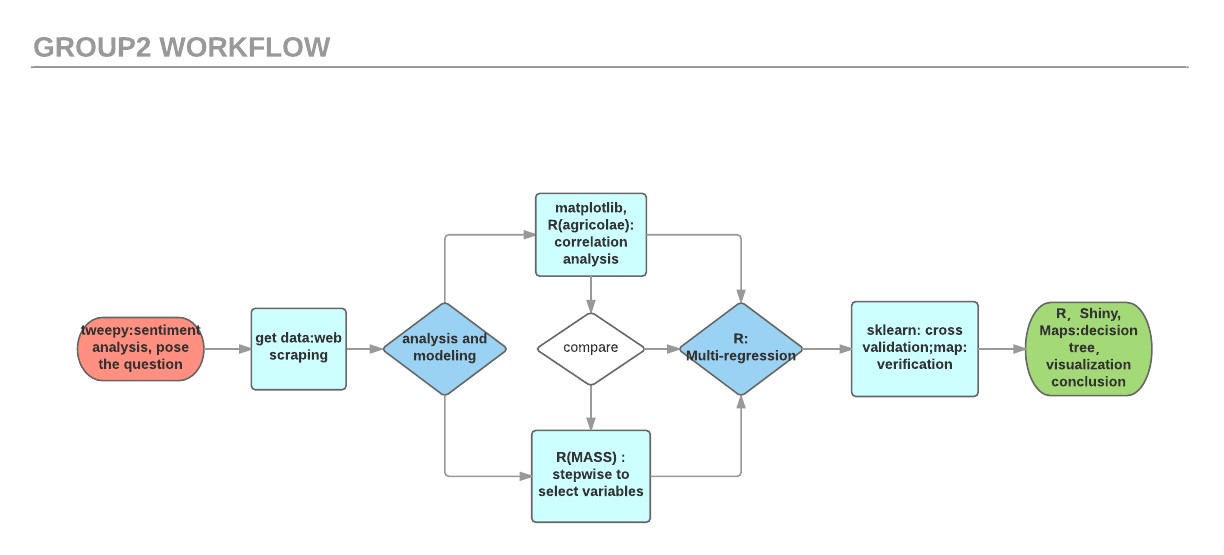 GROUP2 WORKFLOW
tweepy:sentiment
analysis, pose
the question
get data:web
scraping
analysis and
modeling
matplotlib,
R(agricolae):
correlation
analysis
compare
R(MASS) :
stepwise to
select variables
R:
Multi-regression
sklearn: cross
validation;map:
verification
R，Shiny,
Maps:decision
tree，
visualization
conclusion